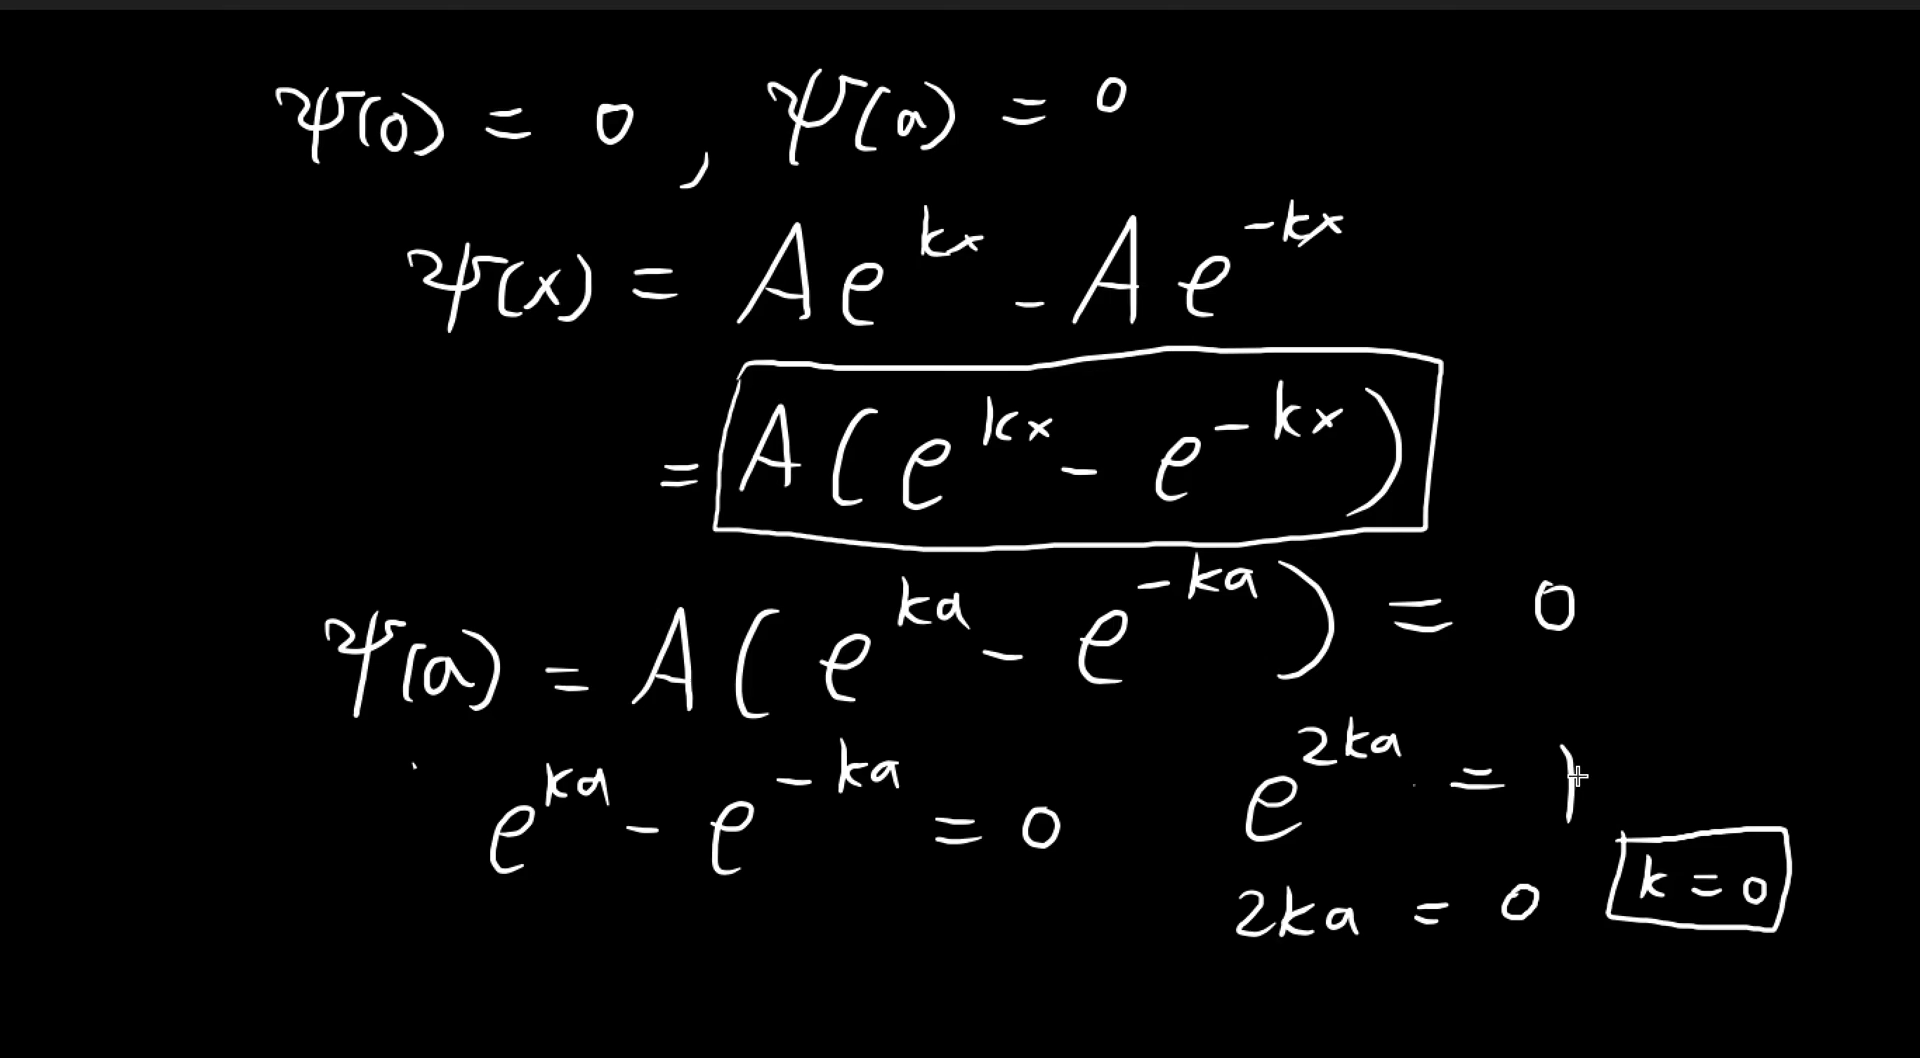 ψ(0) = 0 , ψ(a) = 0
ψ(x) = Ae^{kx} - Ae^{-kx}
= A(e^{kx} - e^{-kx})
ψ(a) = A(e^{ka} - e^{-ka}) = 0
e^{ka} - e^{-ka} = 0
e^{2ka} = 1
2ka = 0
k = 0